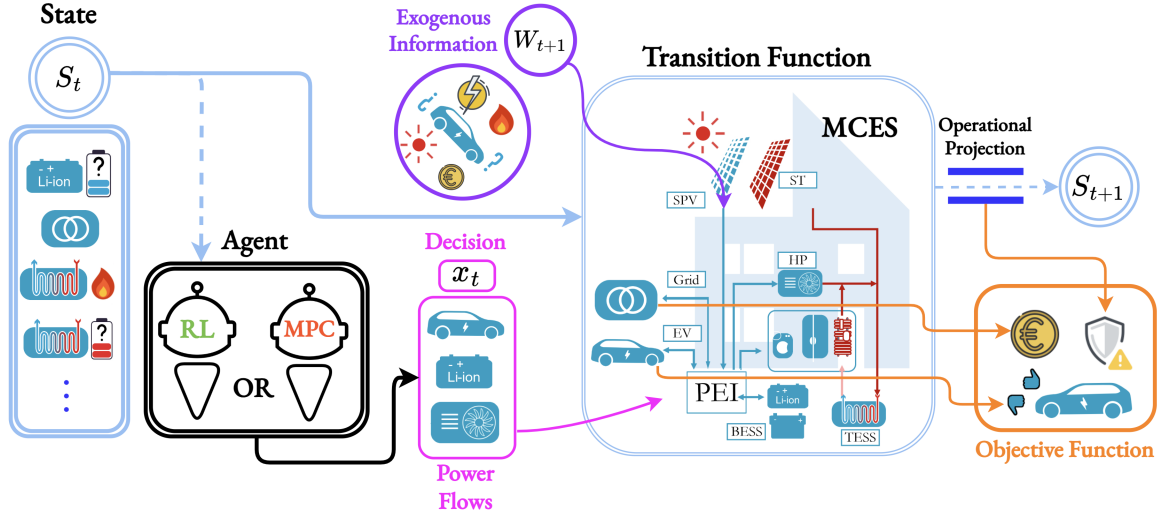 State
S_t
- +
Li-ion
?
?
Exogenous
Information
W_{t+1}
? ?
€
Agent
RL
MPC
OR
Decision
x_t
- +
Li-ion
Power
Flows
Transition Function
MCES
SPV
ST
Grid
HP
EV
PEI
- +
Li-ion
BESS
TESS
Operational
Projection
S_{t+1}
€
Objective Function